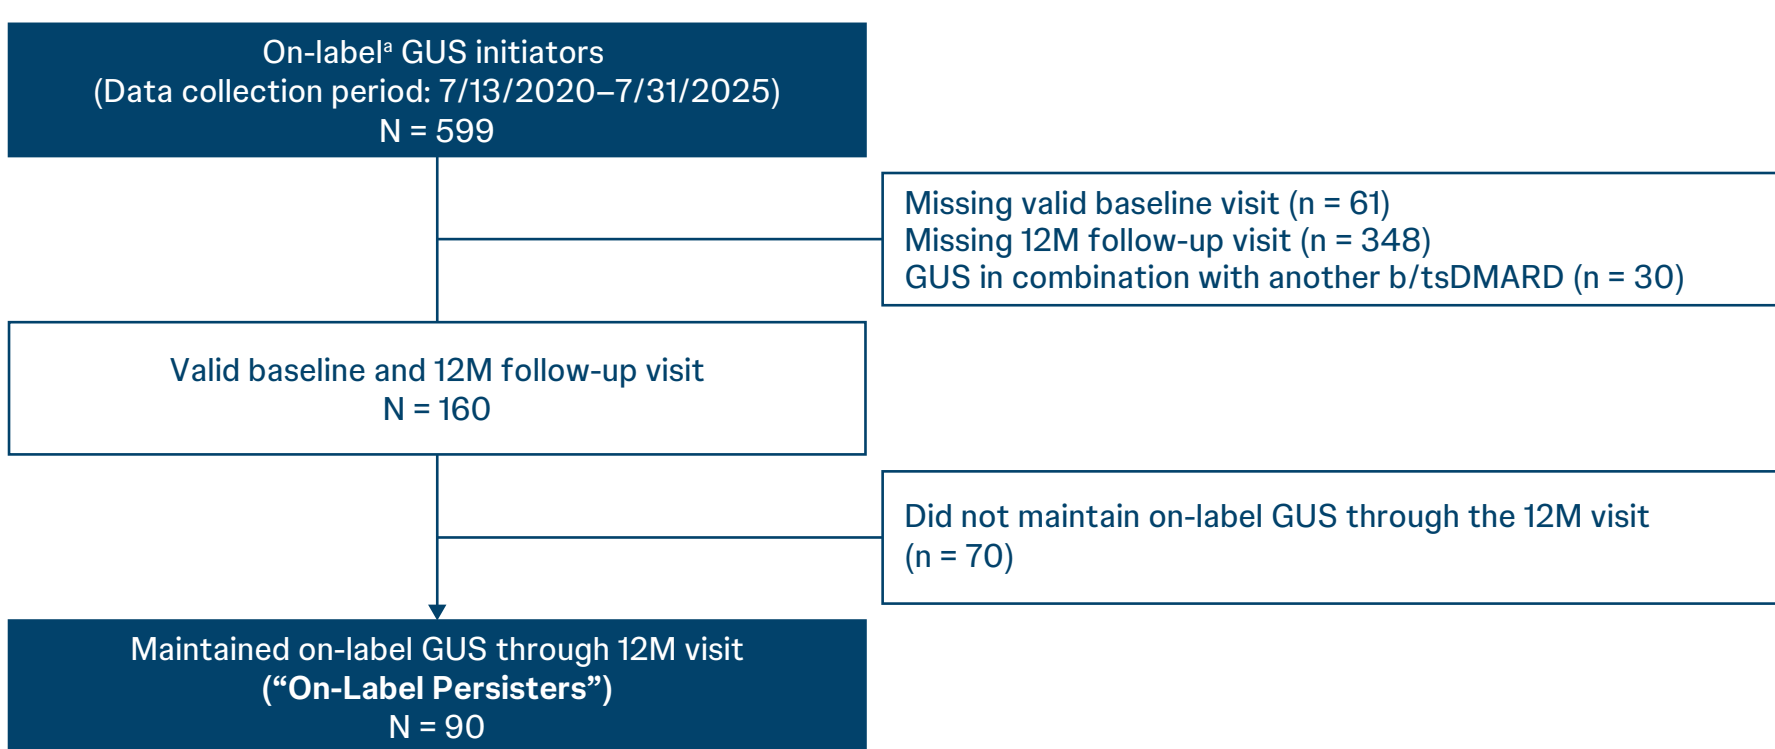 On-labelᵃ GUS initiators
(Data collection period: 7/13/2020–7/31/2025)
N = 599
Missing valid baseline visit (n = 61)
Missing 12M follow-up visit (n = 348)
GUS in combination with another b/tsDMARD (n = 30)
Valid baseline and 12M follow-up visit
N = 160
Did not maintain on-label GUS through the 12M visit
(n = 70)
Maintained on-label GUS through 12M visit
(“On-Label Persisters”)
N = 90